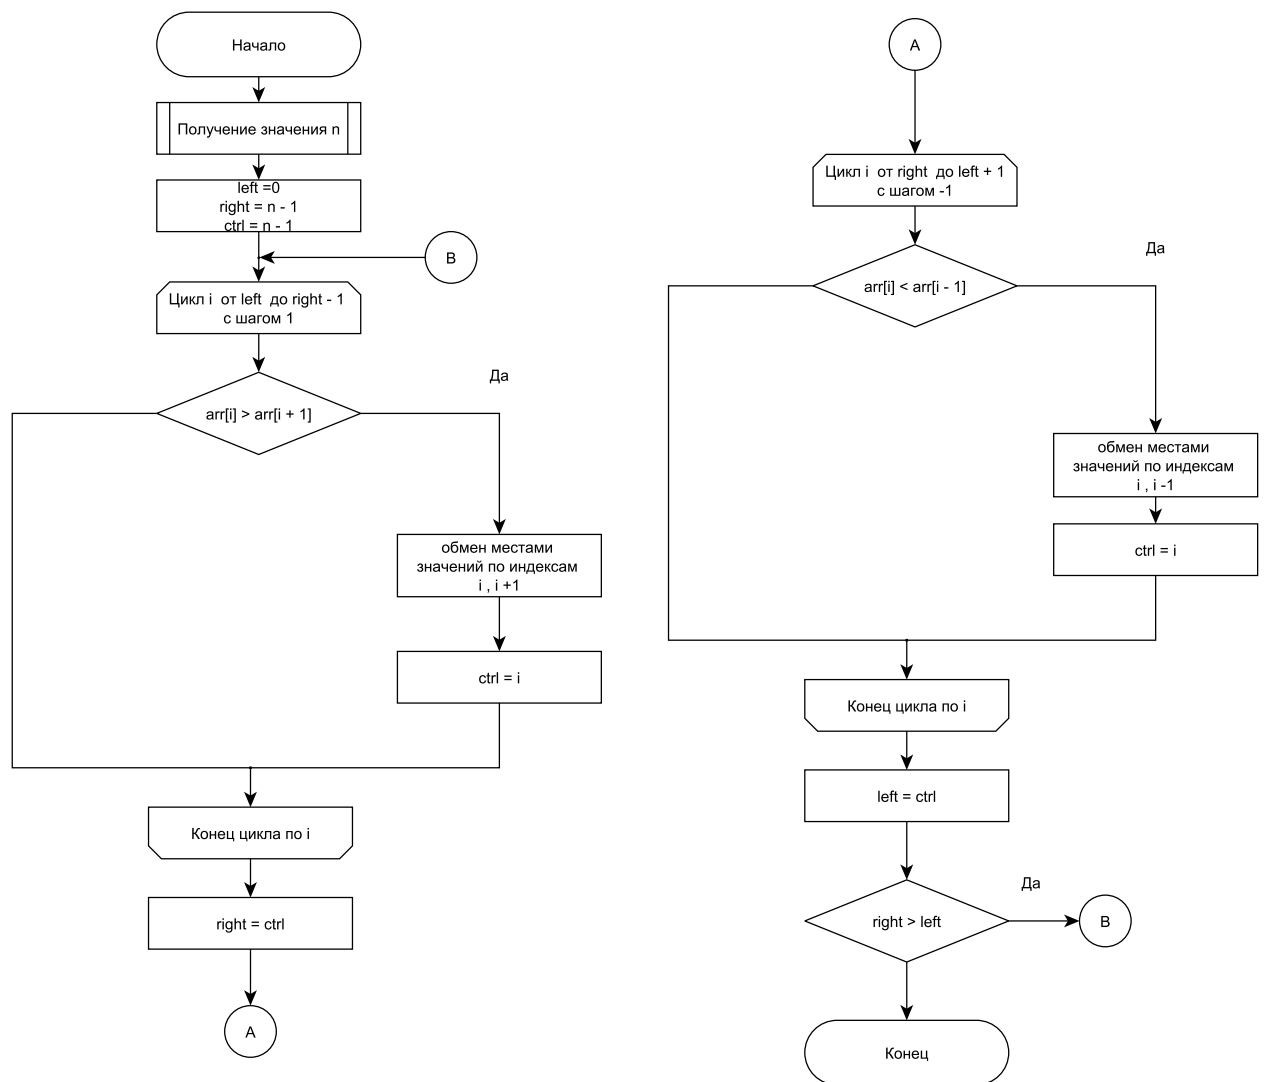 Начало
Получение значения n
left =0
right = n - 1
ctrl = n - 1
B
Цикл i от left до right - 1
с шагом 1
Да
arr[i] > arr[i + 1]
обмен местами
значений по индексам
i , i +1
ctrl = i
Конец цикла по i
right = ctrl
A
A
Цикл i от right до left + 1
с шагом -1
Да
arr[i] < arr[i - 1]
обмен местами
значений по индексам
i , i -1
ctrl = i
Конец цикла по i
left = ctrl
Да
right > left
B
Конец